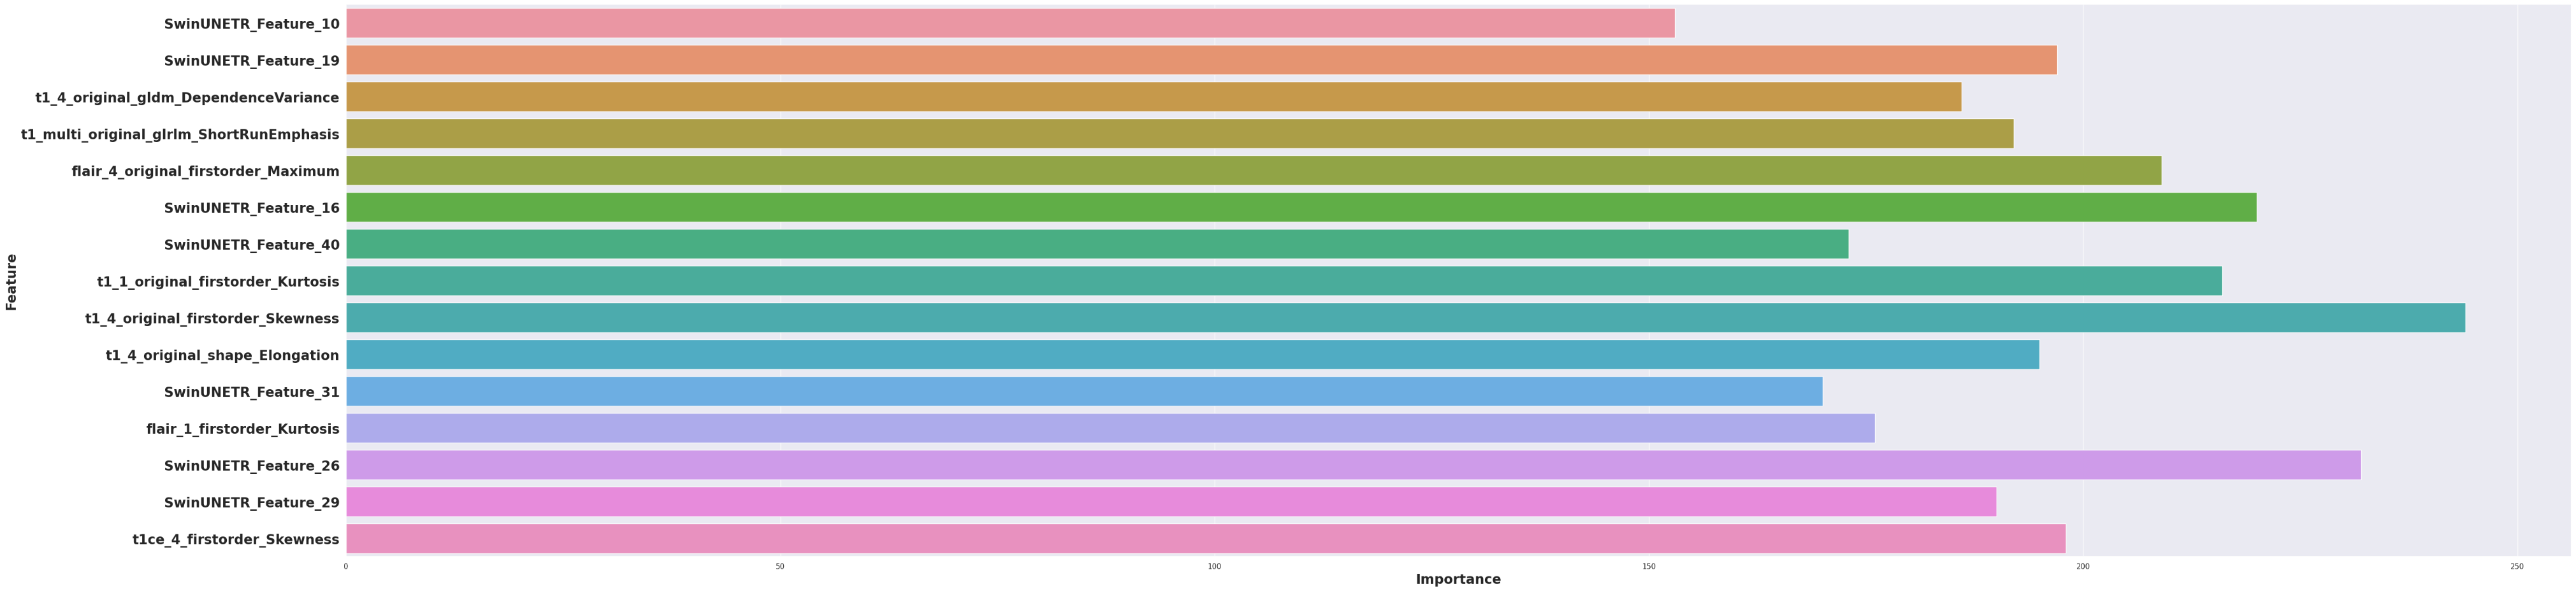 SwinUNETR_Feature_10
SwinUNETR_Feature_19
t1_4_original_gldm_DependenceVariance
t1_multi_original_glrlm_ShortRunEmphasis
flair_4_original_firstorder_Maximum
SwinUNETR_Feature_16
SwinUNETR_Feature_40
t1_1_original_firstorder_Kurtosis
t1_4_original_firstorder_Skewness
t1_4_original_shape_Elongation
SwinUNETR_Feature_31
flair_1_firstorder_Kurtosis
SwinUNETR_Feature_26
SwinUNETR_Feature_29
t1ce_4_firstorder_Skewness
Feature
0 50 100 150 200 250
Importance